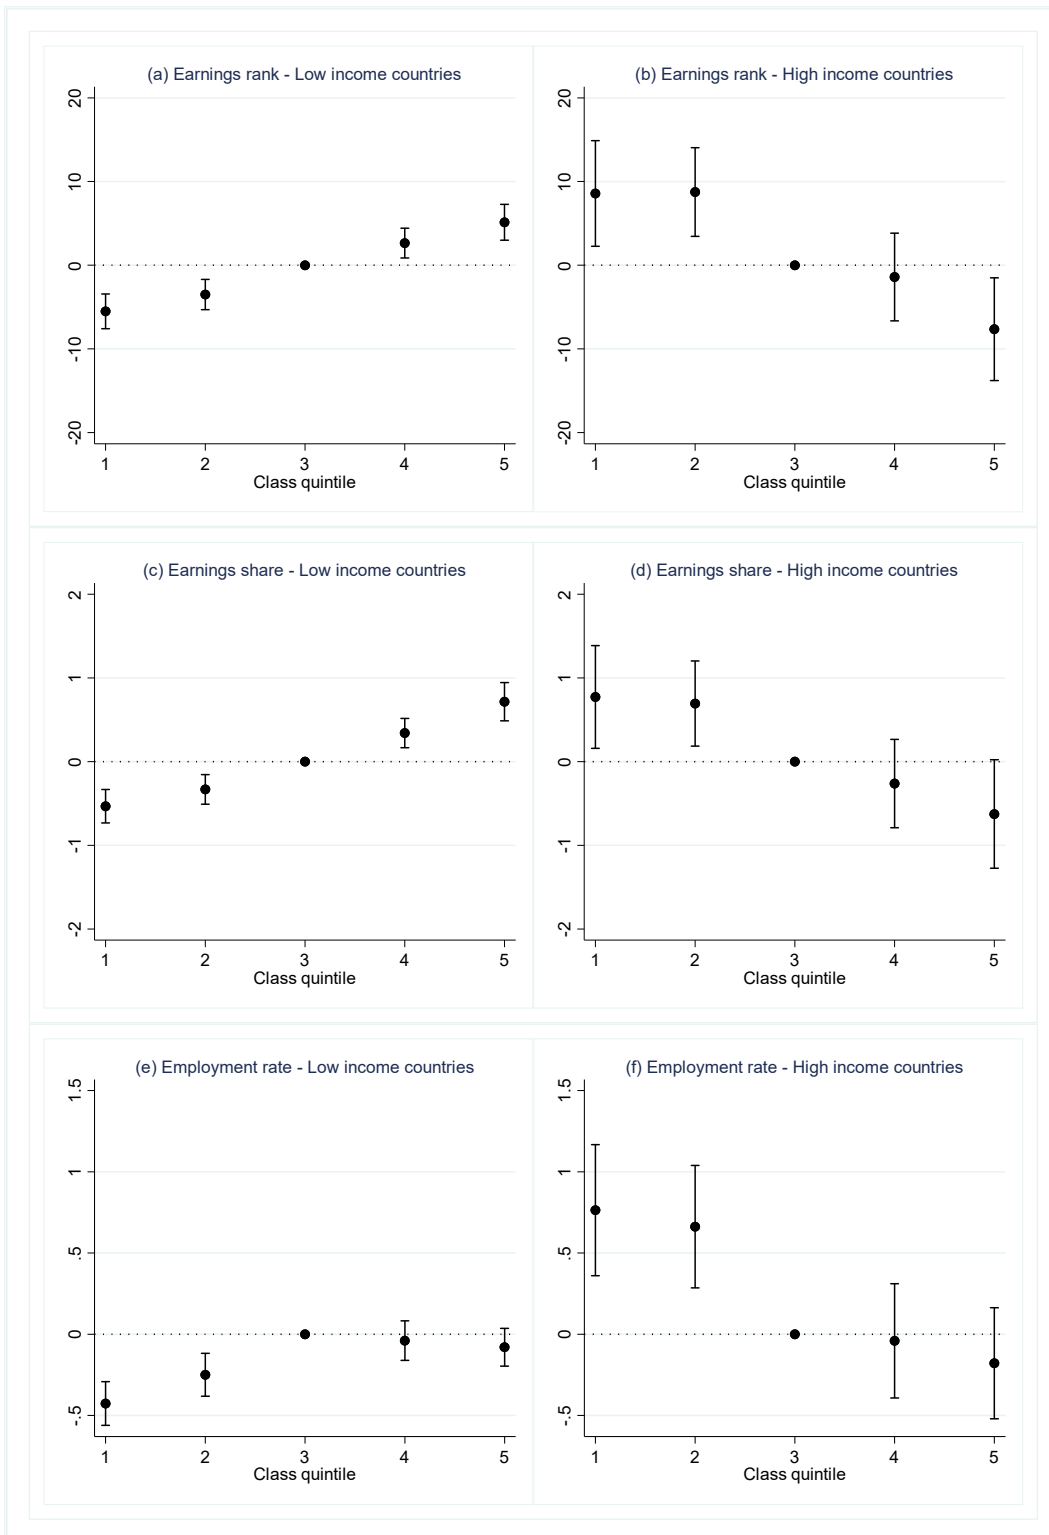 (a) Earnings rank - Low income countries
20
10
0
-10
-20
1 2 3 4 5
Class quintile
(b) Earnings rank - High income countries
20
10
0
-10
-20
1 2 3 4 5
Class quintile
(c) Earnings share - Low income countries
2
1
0
-1
-2
1 2 3 4 5
Class quintile
(d) Earnings share - High income countries
2
1
0
-1
-2
1 2 3 4 5
Class quintile
(e) Employment rate - Low income countries
1.5
1
.5
0
-.5
1 2 3 4 5
Class quintile
(f) Employment rate - High income countries
1.5
1
.5
0
-.5
1 2 3 4 5
Class quintile